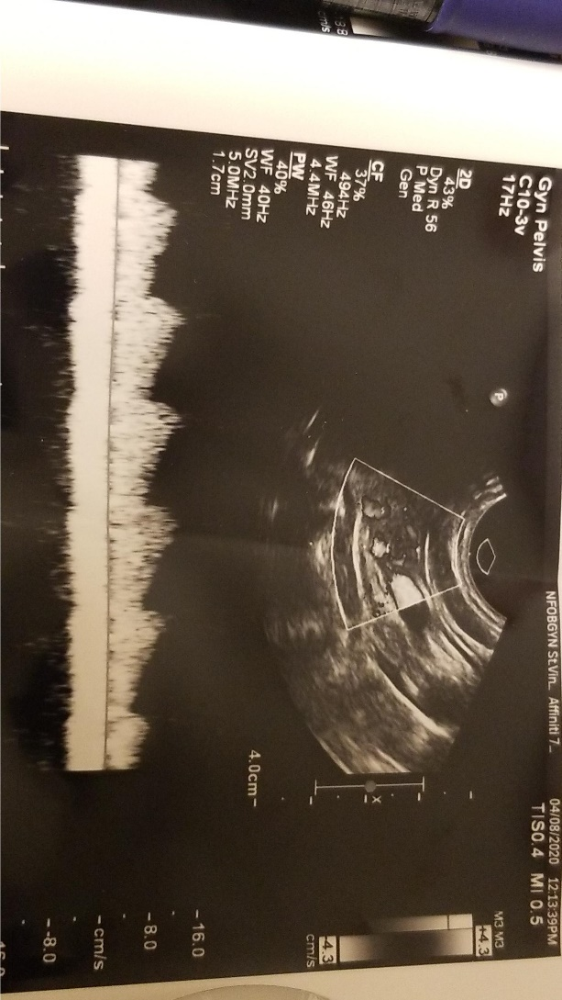 Gyn Pelvis
C10-3v
17Hz
NFOBGYN StVin_ Affiniti 7_
04/08/2020 12:13:39PM
TIS0.4 MI 0.5
2D
43%
Dyn R 56
P Med
Gen
CF
37%
494Hz
WF 46Hz
4.4MHz
PW
40%
WF 40Hz
SV2.0mm
5.0MHz
1.7cm
P
M3 M3
+4.3
-4.3
cm/s
x
4.0cm
-16.0
-8.0
cm/s
-8.0